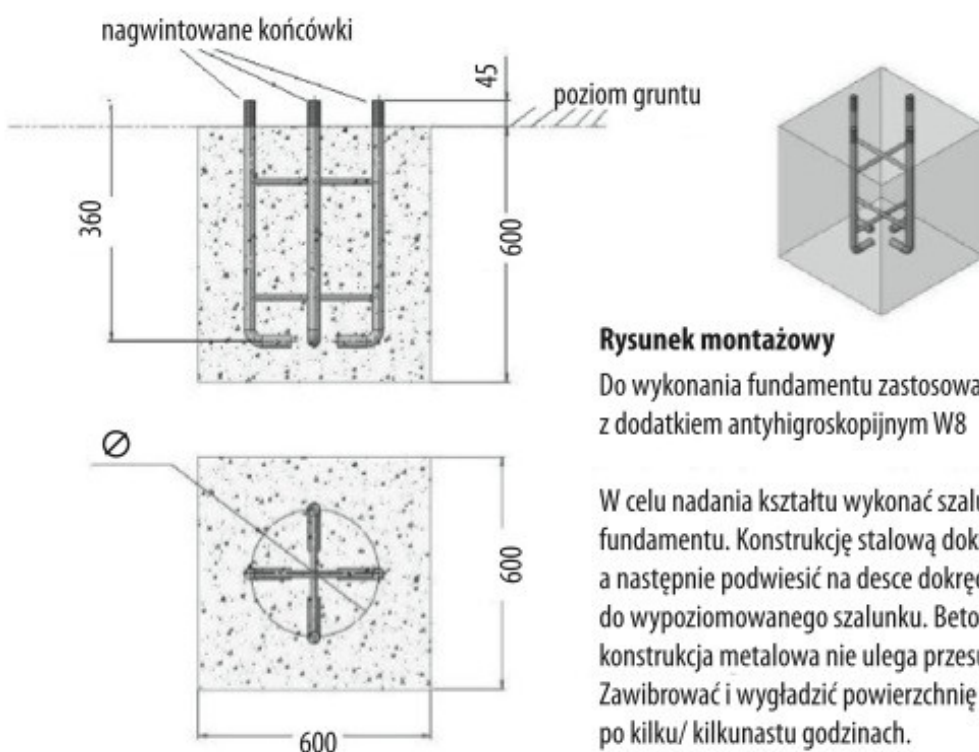 nagwintowane końcówki
45
poziom gruntu
360
600
Rysunek montażowy
Do wykonania fundamentu zastosowa
z dodatkiem antyhigroskopijnym W8
Ø
600
600
W celu nadania kształtu wykonać szalu
fundamentu. Konstrukcję stalową dok
a następnie podwiesić na desce dokrę
do wypoziomowanego szalunku. Beto
konstrukcja metalowa nie ulega przesu
Zawibrować i wygładzić powierzchnię
po kilku/ kilkunastu godzinach.